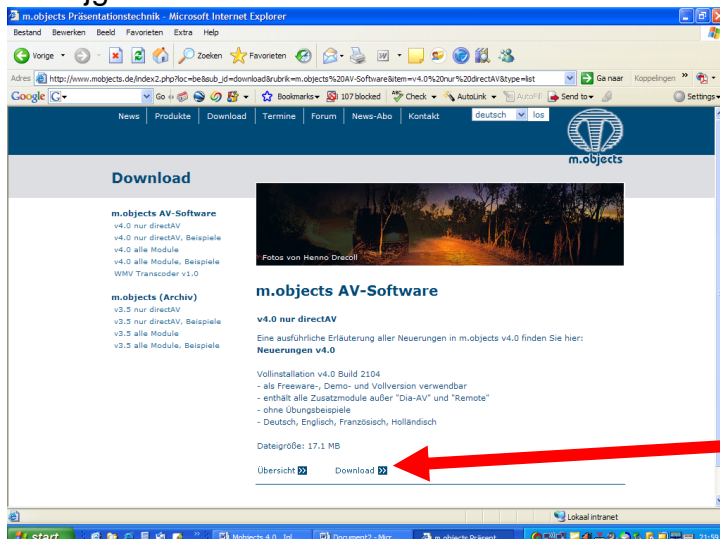 m.objects Präsentationstechnik - Microsoft Internet Explorer
Bestand Bewerken Beeld Favorieten Extra Help
Vorige Zoeken Favorieten
Adres http://www.mobjects.de/index2.php?loc=be&sub_id=download&rubrik=m.objects%20AV-Software&item=v4.0%20nur%20directAV&type=list Ga naar Koppelingen »
Google G Go Bookmarks 107 blocked Check AutoLink AutoFill Send to Settings
News Produkte Download Termine Forum News-Abo Kontakt deutsch los
m.objects
Download
m.objects AV-Software
v4.0 nur directAV
v4.0 nur directAV, Beispiele
v4.0 alle Module
v4.0 alle Module, Beispiele
WMV Transcoder v1.0
m.objects (Archiv)
v3.5 nur directAV
v3.5 nur directAV, Beispiele
v3.5 alle Module
v3.5 alle Module, Beispiele
Fotos von Henno Drecoll
m.objects AV-Software
v4.0 nur directAV
Eine ausführliche Erläuterung aller Neuerungen in m.objects v4.0 finden Sie hier:
Neuerungen v4.0
Vollinstallation v4.0 Build 2104
- als Freeware-, Demo- und Vollversion verwendbar
- enthält alle Zusatzmodule außer "Dia-AV" und "Remote"
- ohne Übungsbeispiele
- Deutsch, Englisch, Französisch, Holländisch
Dateigröße: 17.1 MB
Übersicht Download
Lokaal intranet
start Mobjects 4.0 Document2 - Micr m.objects Präsent 21:59